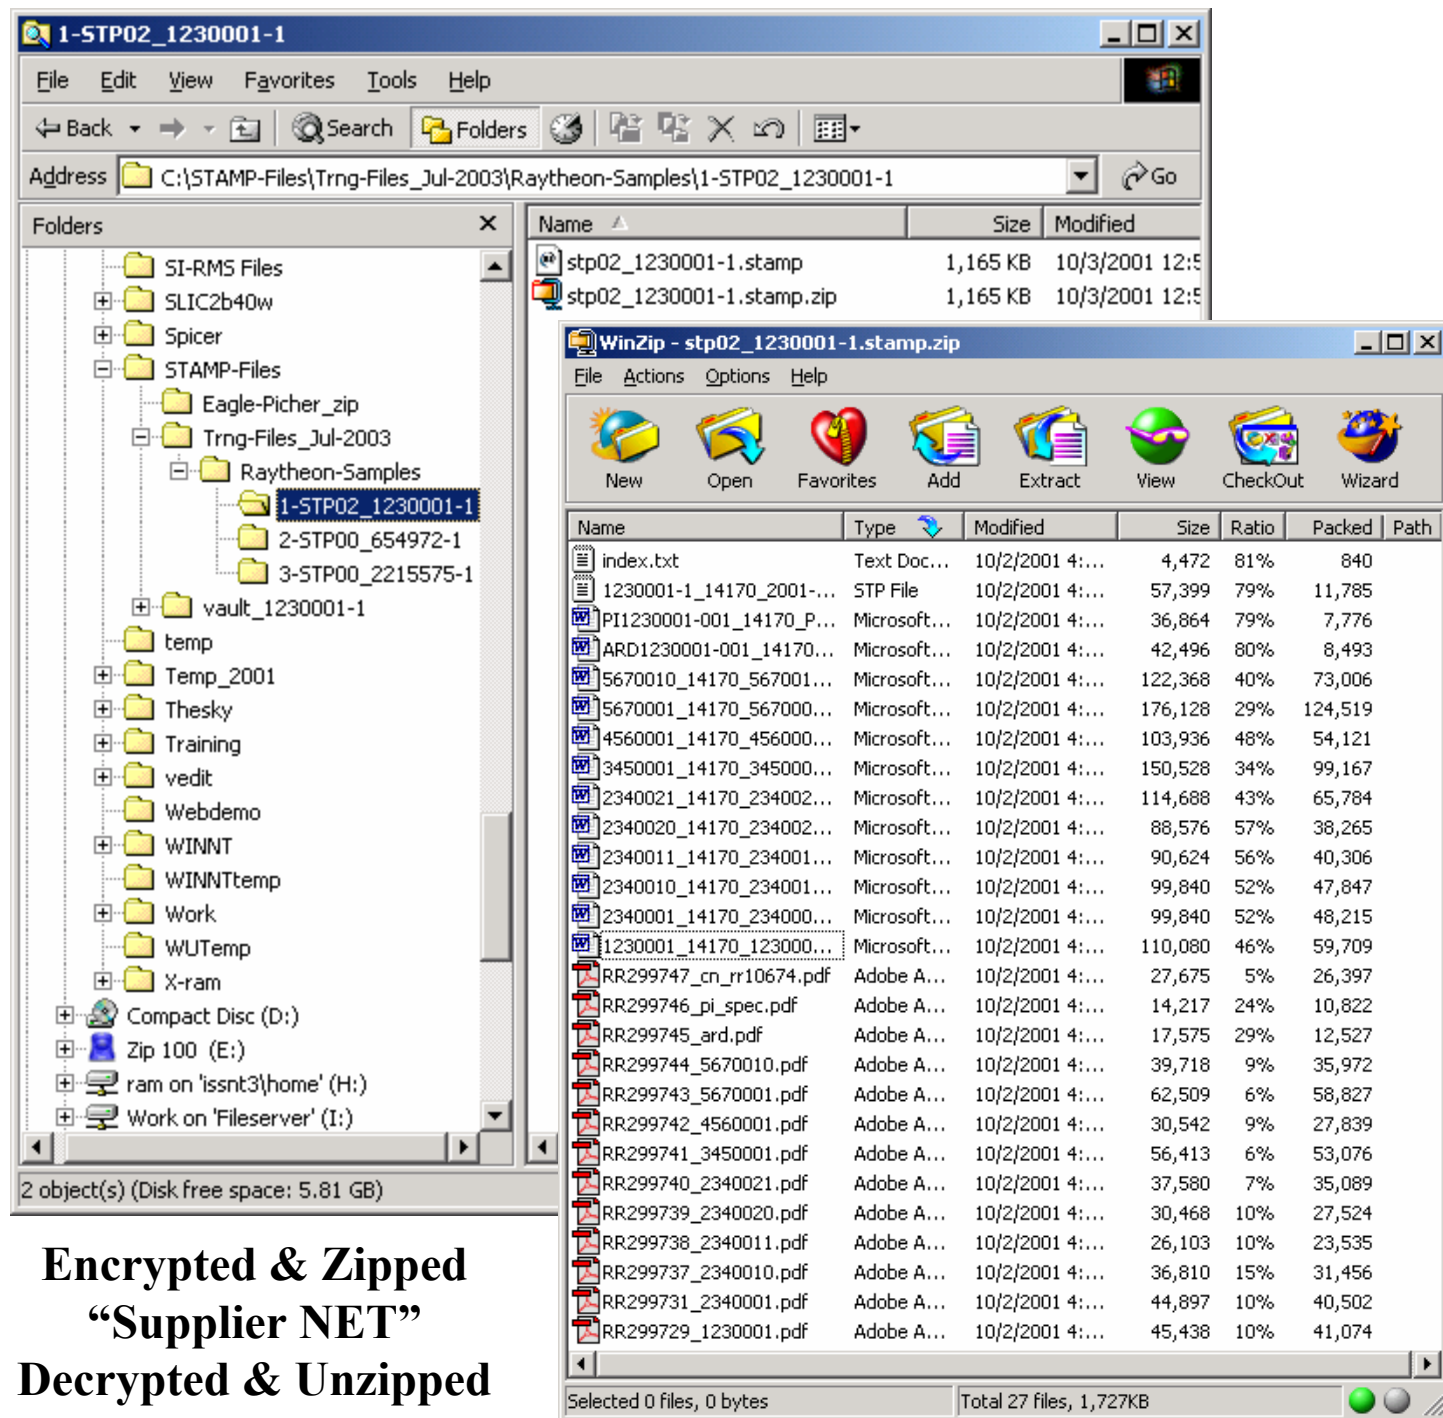 1-STP02_1230001-1
File Edit View Favorites Tools Help
Back Search Folders
Address C:\STAMP-Files\Trng-Files_Jul-2003\Raytheon-Samples\1-STP02_1230001-1 Go
Folders
SI-RMS Files
SLIC2b40w
Spicer
STAMP-Files
Eagle-Picher_zip
Trng-Files_Jul-2003
Raytheon-Samples
1-STP02_1230001-1
2-STP00_654972-1
3-STP00_2215575-1
vault_1230001-1
temp
Temp_2001
Thesky
Training
vedit
Webdemo
WINNT
WINNTtemp
Work
WUTemp
X-ram
Compact Disc (D:)
Zip 100 (E:)
ram on 'issnt3\home' (H:)
Work on 'Fileserver' (I:)
2 object(s) (Disk free space: 5.81 GB)
Name Size Modified
stp02_1230001-1.stamp 1,165 KB 10/3/2001 12:5
stp02_1230001-1.stamp.zip 1,165 KB 10/3/2001 12:5
WinZip - stp02_1230001-1.stamp.zip
File Actions Options Help
New Open Favorites Add Extract View CheckOut Wizard
Name Type Modified Size Ratio Packed Path
index.txt Text Doc... 10/2/2001 4:... 4,472 81% 840
1230001-1_14170_2001-... STP File 10/2/2001 4:... 57,399 79% 11,785
PI1230001-001_14170_P... Microsoft... 10/2/2001 4:... 36,864 79% 7,776
ARD1230001-001_14170... Microsoft... 10/2/2001 4:... 42,496 80% 8,493
5670010_14170_567001... Microsoft... 10/2/2001 4:... 122,368 40% 73,006
5670001_14170_567000... Microsoft... 10/2/2001 4:... 176,128 29% 124,519
4560001_14170_456000... Microsoft... 10/2/2001 4:... 103,936 48% 54,121
3450001_14170_345000... Microsoft... 10/2/2001 4:... 150,528 34% 99,167
2340021_14170_234002... Microsoft... 10/2/2001 4:... 114,688 43% 65,784
2340020_14170_234002... Microsoft... 10/2/2001 4:... 88,576 57% 38,265
2340011_14170_234001... Microsoft... 10/2/2001 4:... 90,624 56% 40,306
2340010_14170_234001... Microsoft... 10/2/2001 4:... 99,840 52% 47,847
2340001_14170_234000... Microsoft... 10/2/2001 4:... 99,840 52% 48,215
1230001_14170_123000... Microsoft... 10/2/2001 4:... 110,080 46% 59,709
RR299747_cn_rr10674.pdf Adobe A... 10/2/2001 4:... 27,675 5% 26,397
RR299746_pi_spec.pdf Adobe A... 10/2/2001 4:... 14,217 24% 10,822
RR299745_ard.pdf Adobe A... 10/2/2001 4:... 17,575 29% 12,527
RR299744_5670010.pdf Adobe A... 10/2/2001 4:... 39,718 9% 35,972
RR299743_5670001.pdf Adobe A... 10/2/2001 4:... 62,509 6% 58,827
RR299742_4560001.pdf Adobe A... 10/2/2001 4:... 30,542 9% 27,839
RR299741_3450001.pdf Adobe A... 10/2/2001 4:... 56,413 6% 53,076
RR299740_2340021.pdf Adobe A... 10/2/2001 4:... 37,580 7% 35,089
RR299739_2340020.pdf Adobe A... 10/2/2001 4:... 30,468 10% 27,524
RR299738_2340011.pdf Adobe A... 10/2/2001 4:... 26,103 10% 23,535
RR299737_2340010.pdf Adobe A... 10/2/2001 4:... 36,810 15% 31,456
RR299731_2340001.pdf Adobe A... 10/2/2001 4:... 44,897 10% 40,502
RR299729_1230001.pdf Adobe A... 10/2/2001 4:... 45,438 10% 41,074
Selected 0 files, 0 bytes Total 27 files, 1,727KB
Encrypted & Zipped
“Supplier NET”
Decrypted & Unzipped